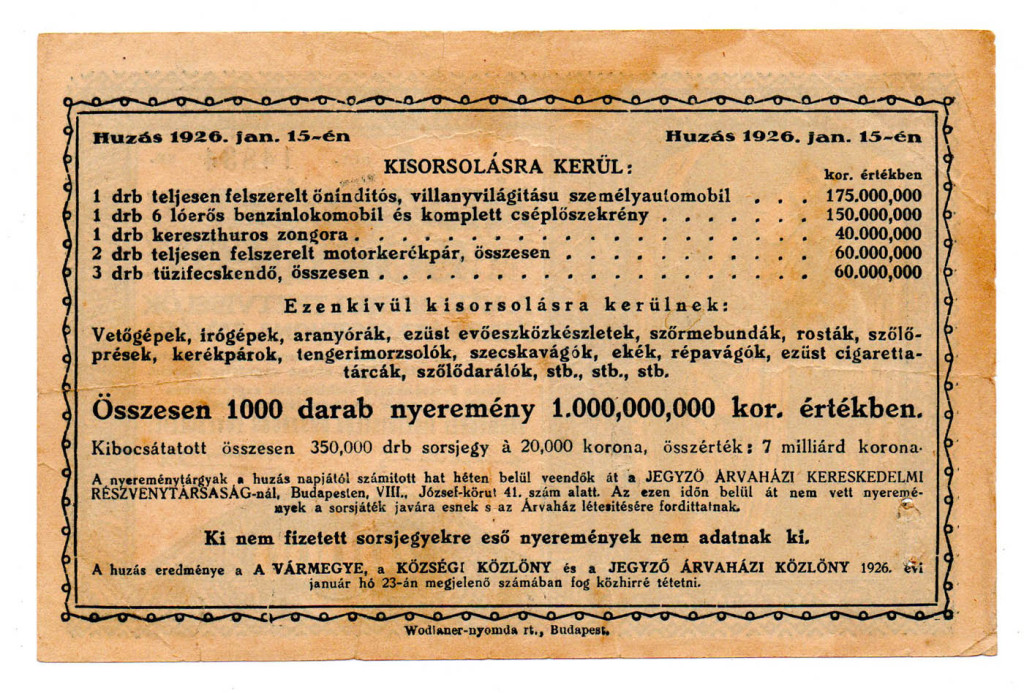 Huzás 1926. jan. 15-én Huzás 1926. jan. 15-én
KISORSOLÁSRA KERÜL:
kor. értékben
1 drb teljesen felszerelt önindítós, villanyvilágitásu személyautomobil . . . 175.000,000
1 drb 6 lóerős benzinlokomobil és komplett cséplőszekrény . . . . . . . 150.000,000
1 drb kereszthuros zongora . . . . . . . . . . . . . . . . . . . . 40.000,000
2 drb teljesen felszerelt motorkerékpár, összesen . . . . . . . . . . . 60.000,000
3 drb tüzifecskendő, összesen . . . . . . . . . . . . . . . . . . . 60.000,000
Ezenkivül kisorsolásra kerülnek:
Vetőgépek, irógépek, aranyórák, ezüst evőeszközkészletek, szőrmebundák, rosták, szőlő-
prések, kerékpárok, tengerimorzsolók, szecskavágók, ekék, répavágók, ezüst cigaretta-
tárcák, szőlődarálók, stb., stb., stb.
Összesen 1000 darab nyeremény 1.000,000,000 kor. értékben.
Kibocsátatott összesen 350,000 drb sorsjegy à 20,000 korona, összérték: 7 milliárd korona.
A nyereménytárgyak a huzás napjától számitott hat héten belül veendők át a JEGYZŐ ÁRVAHÁZI KERESKEDELMI
RÉSZVÉNYTÁRSASÁG-nál, Budapesten, VIII., József-körut 41. szám alatt. Az ezen időn belül át nem vett nyeremé-
nyek a sorsjáték javára esnek s az Árvaház létesitésére fordittatnak.
Ki nem fizetett sorsjegyekre eső nyeremények nem adatnak ki.
A huzás eredménye a A VÁRMEGYE, a KÖZSÉGI KÖZLÖNY és a JEGYZŐ ÁRVAHÁZI KÖZLÖNY 1926. évi
január hó 23-án megjelenő számában fog közhirré tétetni.
Wodianer-nyomda rt., Budapest.